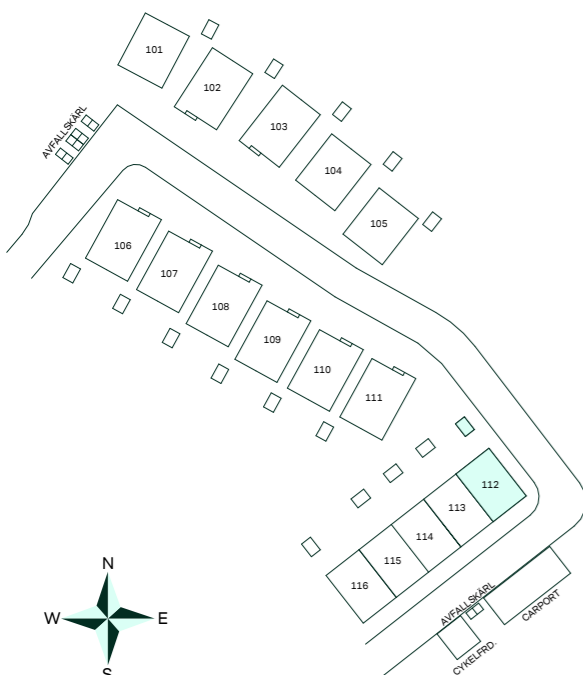 101
102
103
104
105
AVFALLSKÄRL
106
107
108
109
110
111
112
113
114
115
116
AVFALLSKÄRL
CARPORT
CYKELFRD.
N
W
E
S